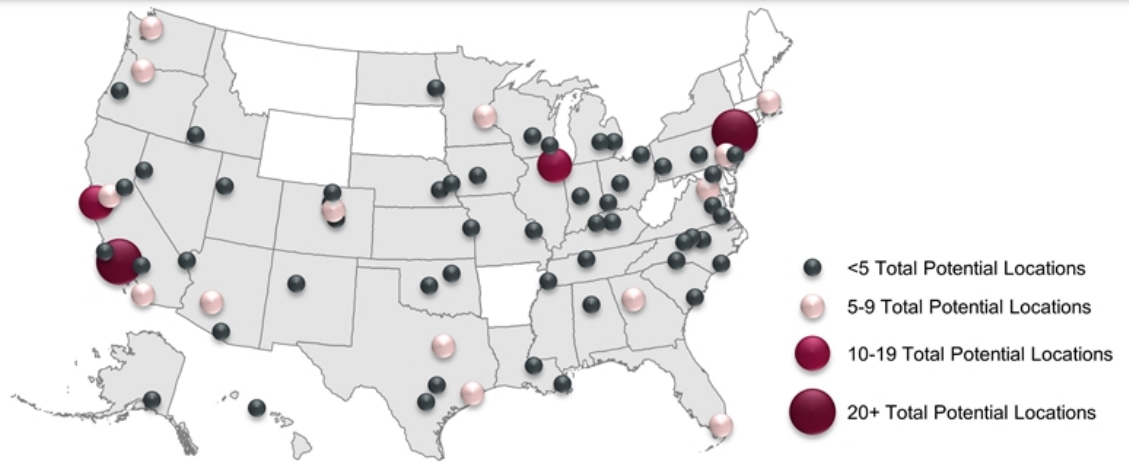 <5 Total Potential Locations
5-9 Total Potential Locations
10-19 Total Potential Locations
20+ Total Potential Locations